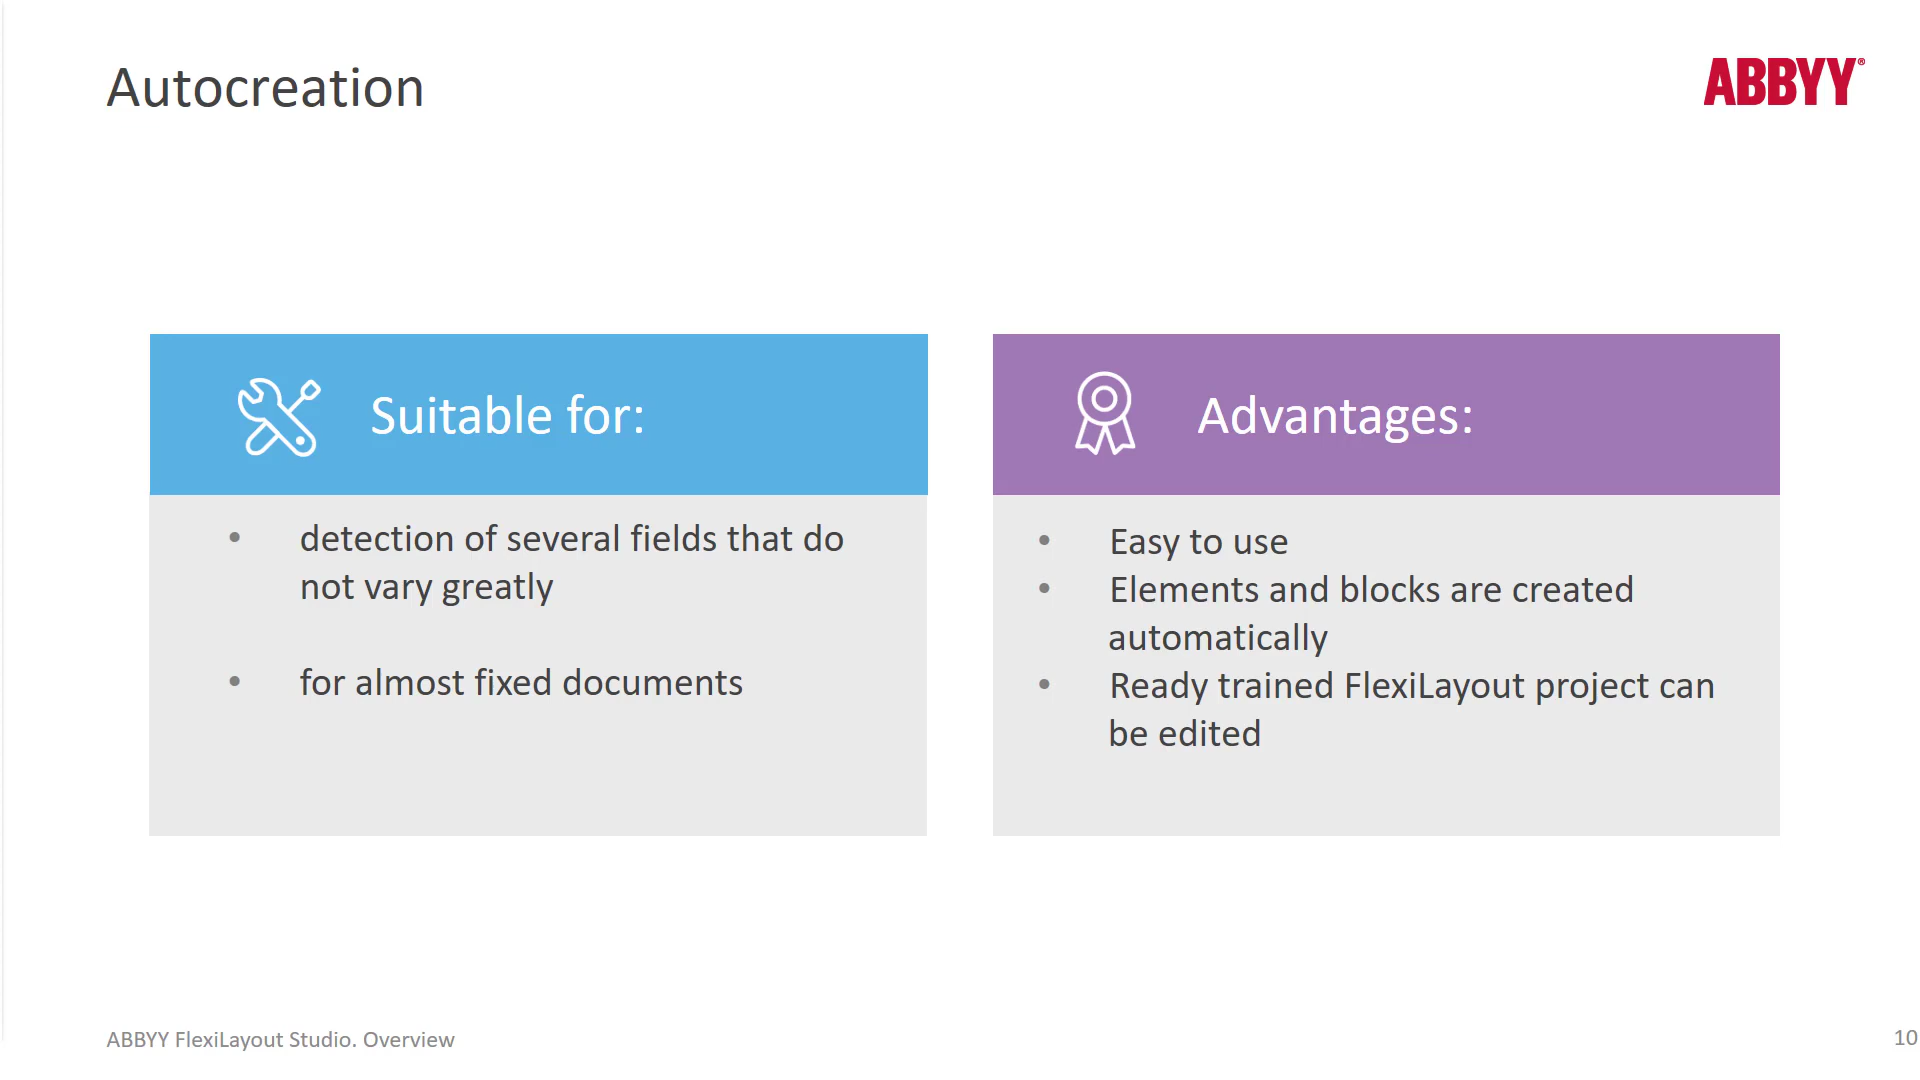 Autocreation
ABBYY®
Suitable for:
• detection of several fields that do
not vary greatly
• for almost fixed documents
Advantages:
• Easy to use
• Elements and blocks are created
automatically
• Ready trained FlexiLayout project can
be edited
ABBYY FlexiLayout Studio. Overview
10